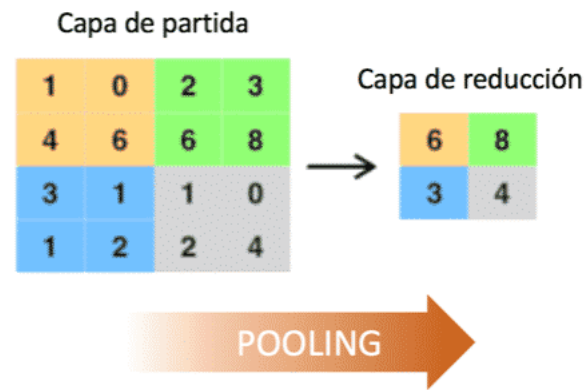 Capa de partida
1 0 2 3
4 6 6 8
3 1 1 0
1 2 2 4
Capa de reducción
6 8
3 4
POOLING